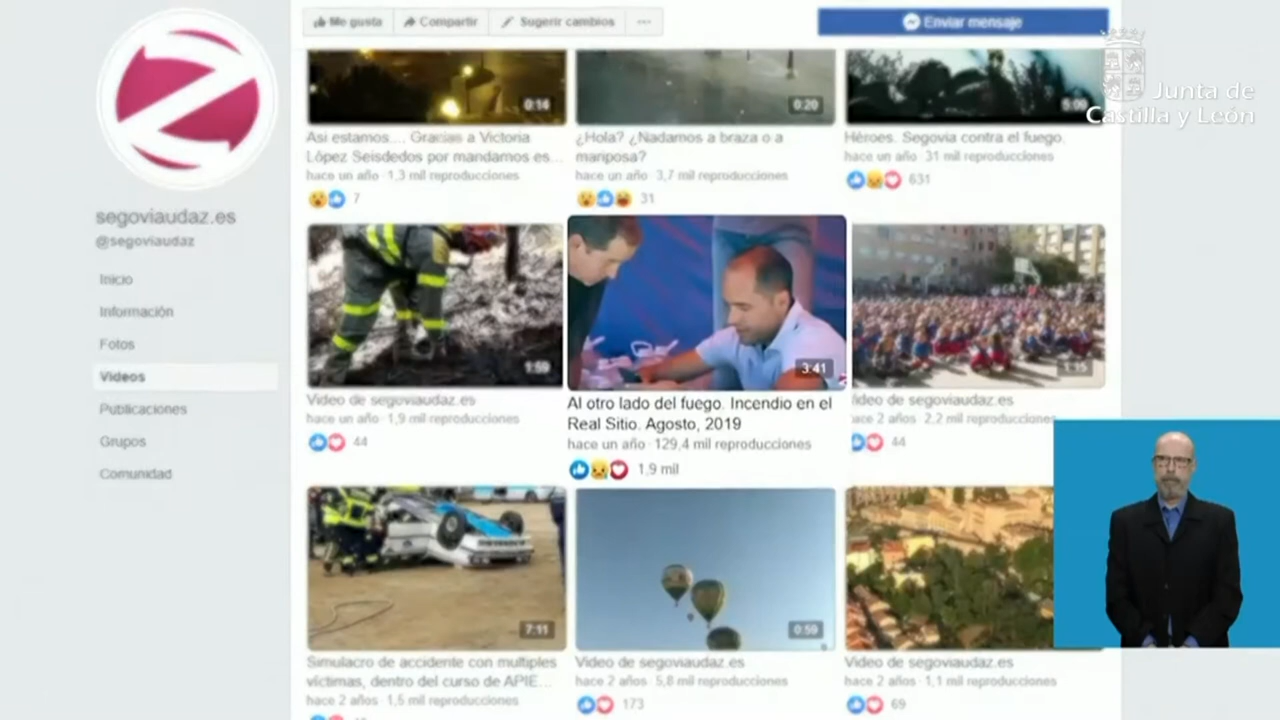 Me gusta
Compartir
Sugerir cambios
Enviar mensaje
Junta de
Castilla y León
0:14
0:20
5:09
Así estamos.... Gracias a Victoria
López Seisdedos por mandarnos es...
hace un año · 1,3 mil reproducciones
7
¿Hola? ¿Nadamos a braza o a
mariposa?
hace un año · 3,7 mil reproducciones
31
Héroes. Segovia contra el fuego.
hace un año · 31 mil reproducciones
631
segoviaudaz.es
@segoviaudaz
Inicio
Información
Fotos
Videos
Publicaciones
Grupos
Comunidad
1:59
Video de segoviaudaz.es
hace un año · 1,9 mil reproducciones
44
3:41
Al otro lado del fuego. Incendio en el
Real Sitio. Agosto, 2019
hace un año · 129,4 mil reproducciones
1,9 mil
1:35
ideo de segoviaudaz.es
hace 2 años · 2,2 mil reproducciones
44
7:11
Simulacro de accidente con multiples
víctimas, dentro del curso de APIE...
hace 2 años · 1,5 mil reproducciones
0:59
Video de segoviaudaz.es
hace 2 años · 5,8 mil reproducciones
173
Video de segoviaudaz.es
hace 2 años · 1,1 mil reproducciones
69